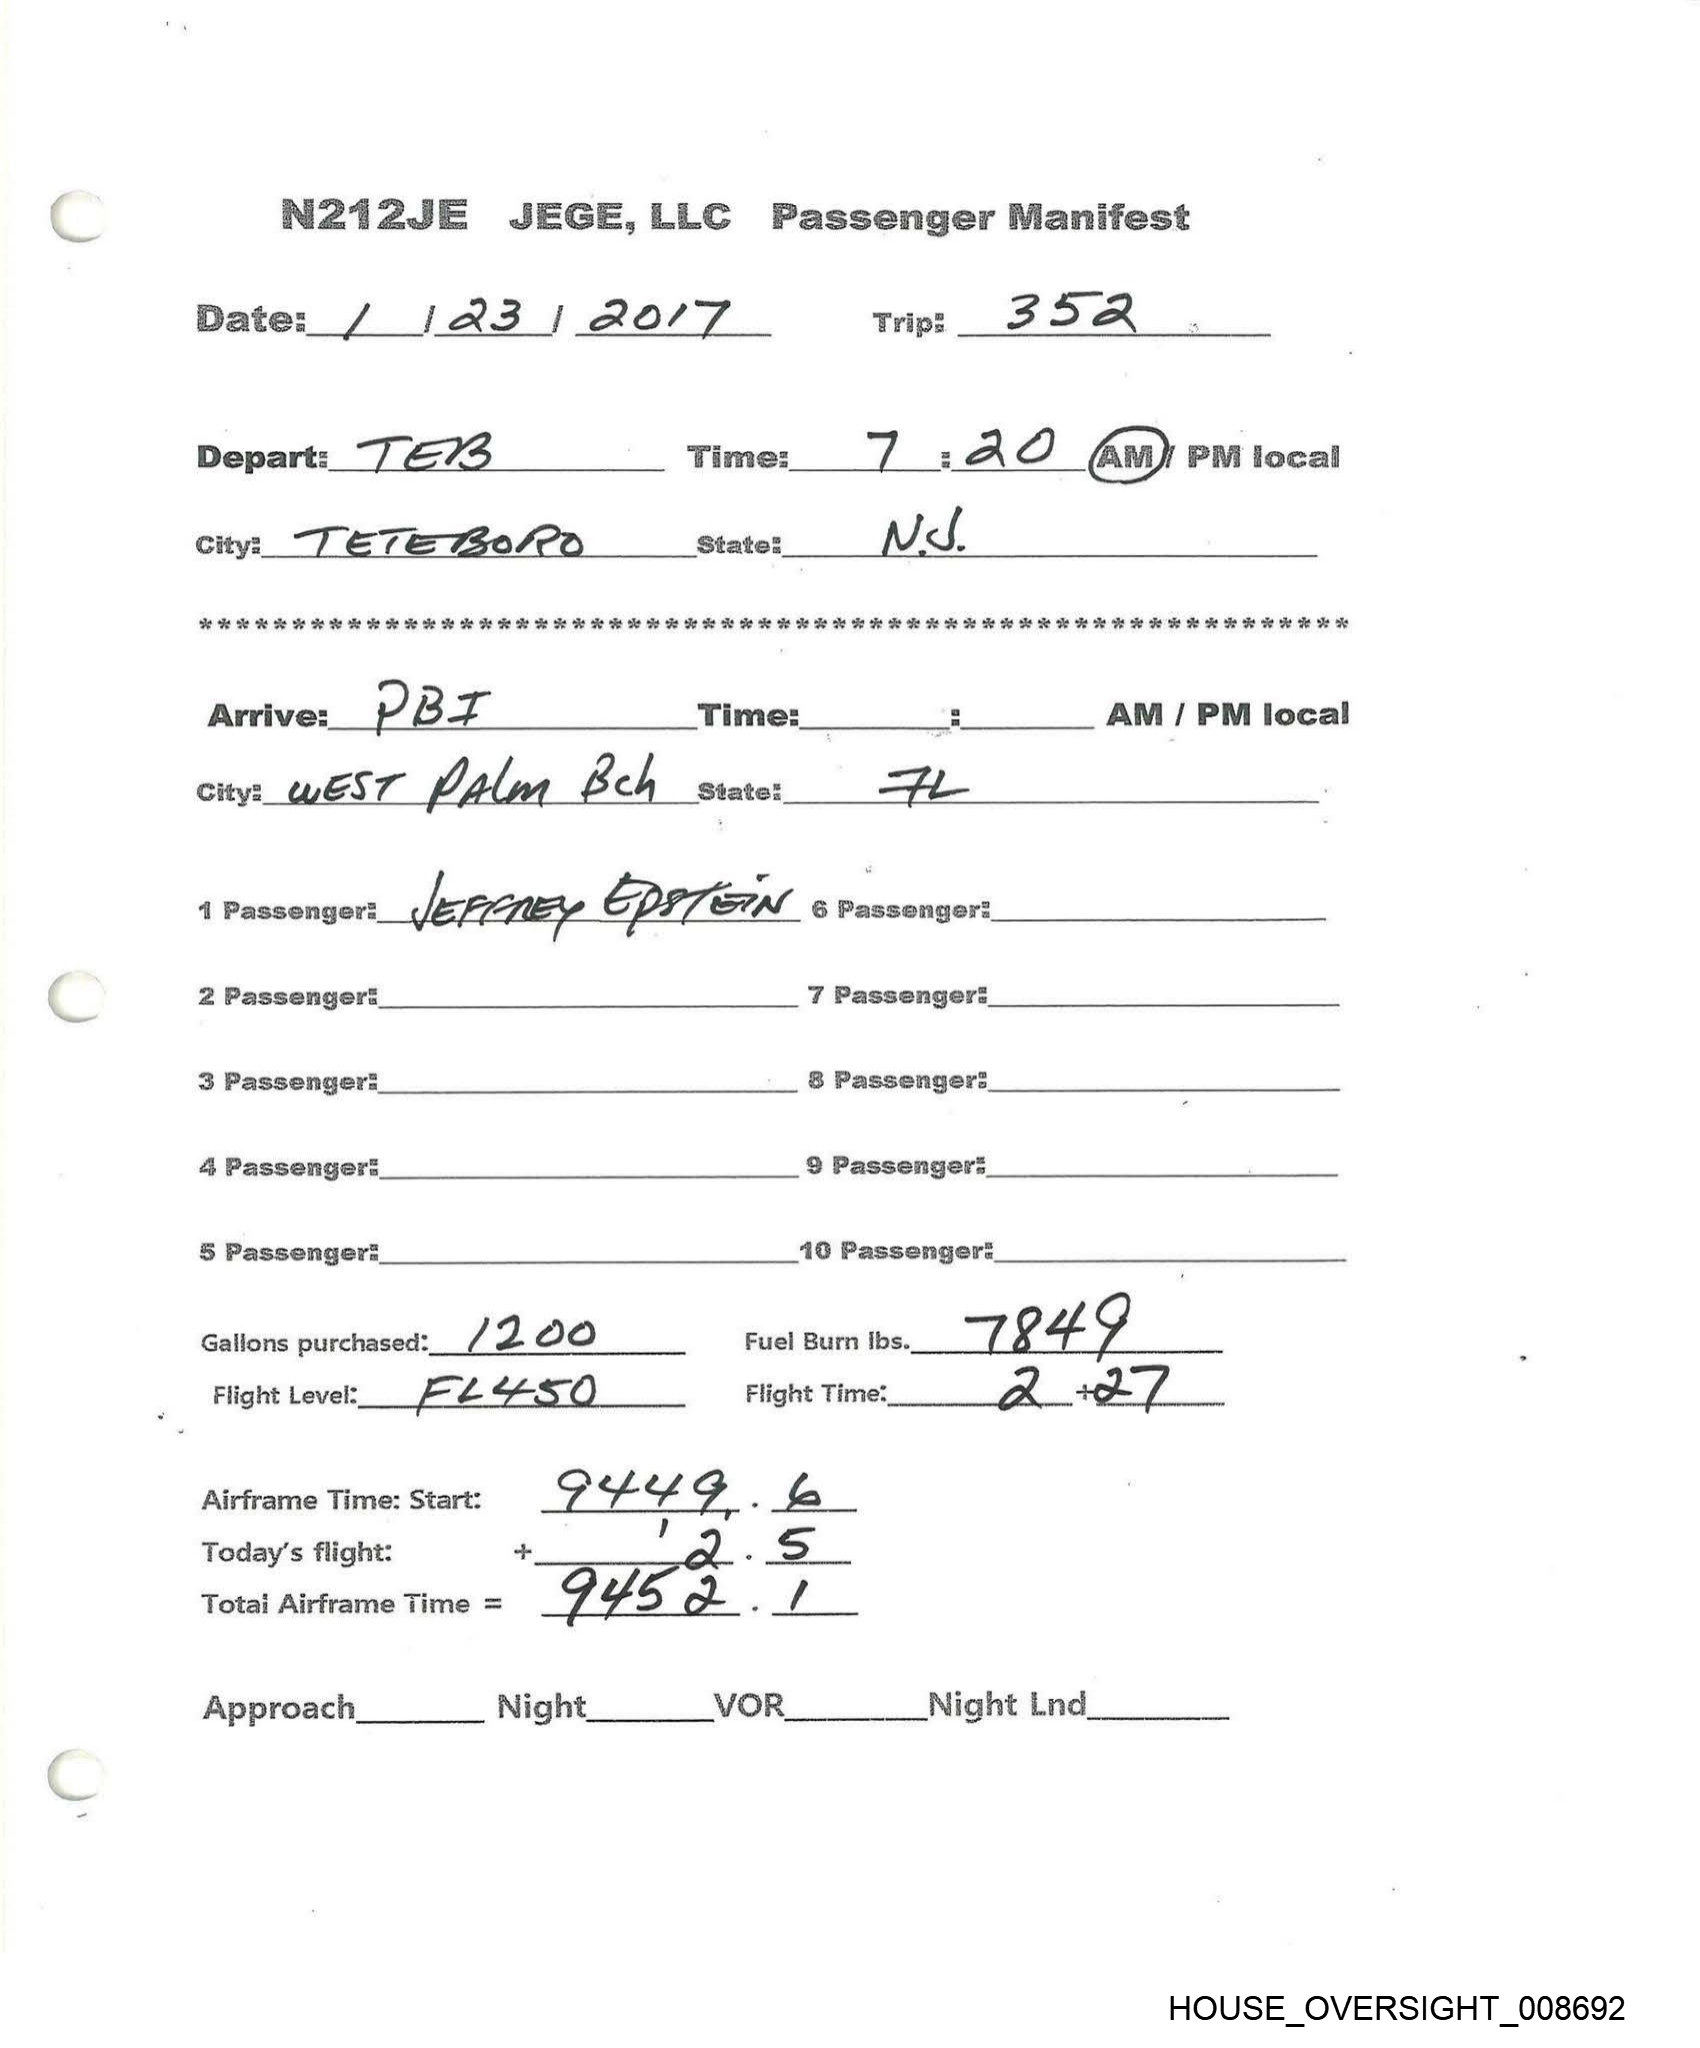 N212JE JEGE, LLC Passenger Manifest
Date: 1 / 23 / 2017 Trip: 352
Depart: TEB Time: 7 : 20 AM / PM local
City: TETEBORO State: N.J.
**************************************************************
Arrive: PBI Time: : AM / PM local
City: WEST PALM Bch State: FL
1 Passenger: JEFFREY EPSTEIN 6 Passenger:
2 Passenger: 7 Passenger:
3 Passenger: 8 Passenger:
4 Passenger: 9 Passenger:
5 Passenger: 10 Passenger:
Gallons purchased: 1200 Fuel Burn lbs. 7849
Flight Level: FL450 Flight Time: 2 + 27
Airframe Time: Start: 9449 . 6
Today's flight: + 2 . 5
Total Airframe Time = 9452 . 1
Approach Night VOR Night Lnd
HOUSE_OVERSIGHT_008692